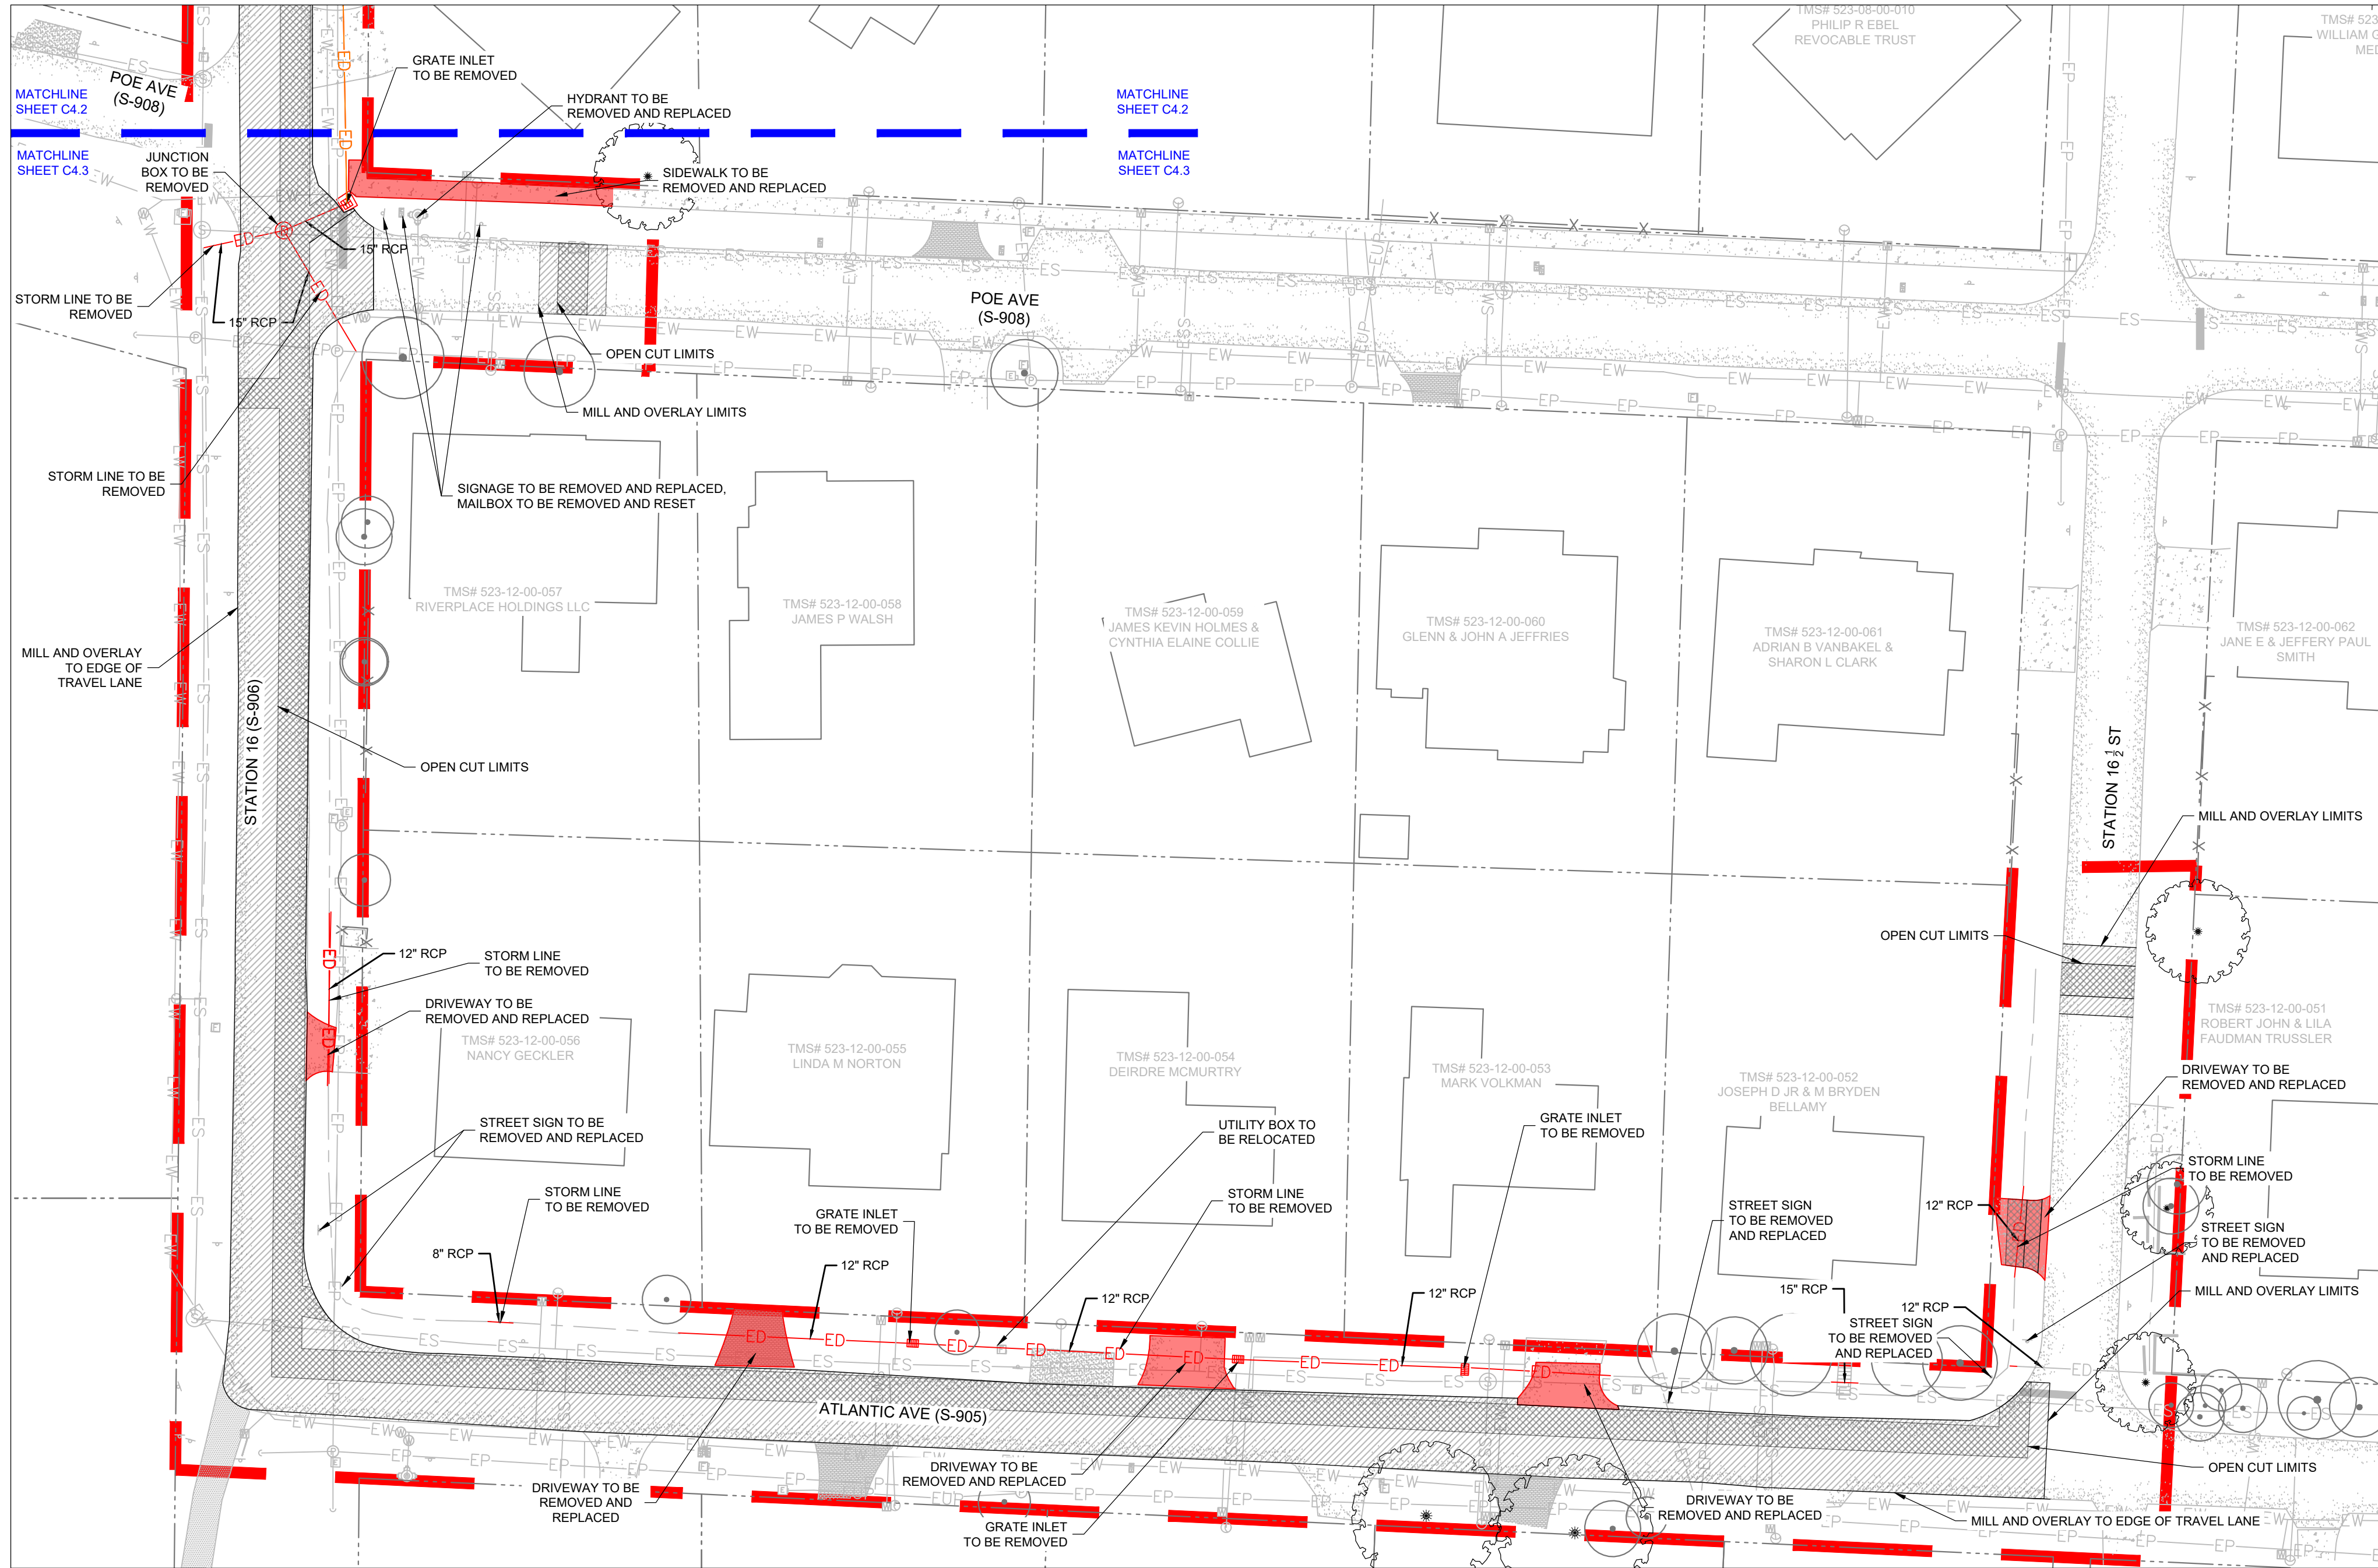 TMS# 523-08-00-010
PHILIP R EBEL
REVOCABLE TRUST
TMS# 523
WILLIAM G
MED
POE AVE
(S-908)
MATCHLINE
SHEET C4.2
MATCHLINE
SHEET C4.3
GRATE INLET
TO BE REMOVED
HYDRANT TO BE
REMOVED AND REPLACED
MATCHLINE
SHEET C4.2
MATCHLINE
SHEET C4.3
JUNCTION
BOX TO BE
REMOVED
SIDEWALK TO BE
REMOVED AND REPLACED
15" RCP
STORM LINE TO BE
REMOVED
15" RCP
POE AVE
(S-908)
OPEN CUT LIMITS
MILL AND OVERLAY LIMITS
STORM LINE TO BE
REMOVED
SIGNAGE TO BE REMOVED AND REPLACED,
MAILBOX TO BE REMOVED AND RESET
TMS# 523-12-00-057
RIVERPLACE HOLDINGS LLC
TMS# 523-12-00-058
JAMES P WALSH
TMS# 523-12-00-059
JAMES KEVIN HOLMES &
CYNTHIA ELAINE COLLIE
TMS# 523-12-00-060
GLENN & JOHN A JEFFRIES
TMS# 523-12-00-061
ADRIAN B VANBAKEL &
SHARON L CLARK
TMS# 523-12-00-062
JANE E & JEFFERY PAUL
SMITH
MILL AND OVERLAY
TO EDGE OF
TRAVEL LANE
STATION 16 (S-906)
OPEN CUT LIMITS
STATION 16 1/2 ST
MILL AND OVERLAY LIMITS
OPEN CUT LIMITS
12" RCP
STORM LINE
TO BE REMOVED
DRIVEWAY TO BE
REMOVED AND REPLACED
TMS# 523-12-00-056
NANCY GECKLER
TMS# 523-12-00-055
LINDA M NORTON
TMS# 523-12-00-054
DEIRDRE MCMURTRY
TMS# 523-12-00-053
MARK VOLKMAN
TMS# 523-12-00-052
JOSEPH D JR & M BRYDEN
BELLAMY
TMS# 523-12-00-051
ROBERT JOHN & LILA
FAUDMAN TRUSSLER
DRIVEWAY TO BE
REMOVED AND REPLACED
STREET SIGN TO BE
REMOVED AND REPLACED
UTILITY BOX TO
BE RELOCATED
GRATE INLET
TO BE REMOVED
STORM LINE
TO BE REMOVED
STORM LINE
TO BE REMOVED
STORM LINE
TO BE REMOVED
GRATE INLET
TO BE REMOVED
STREET SIGN
TO BE REMOVED
AND REPLACED
12" RCP
STREET SIGN
TO BE REMOVED
AND REPLACED
8" RCP
12" RCP
12" RCP
12" RCP
15" RCP
12" RCP
STREET SIGN
TO BE REMOVED
AND REPLACED
MILL AND OVERLAY LIMITS
ATLANTIC AVE (S-905)
DRIVEWAY TO BE
REMOVED AND
REPLACED
DRIVEWAY TO BE
REMOVED AND REPLACED
GRATE INLET
TO BE REMOVED
DRIVEWAY TO BE
REMOVED AND REPLACED
OPEN CUT LIMITS
MILL AND OVERLAY TO EDGE OF TRAVEL LANE